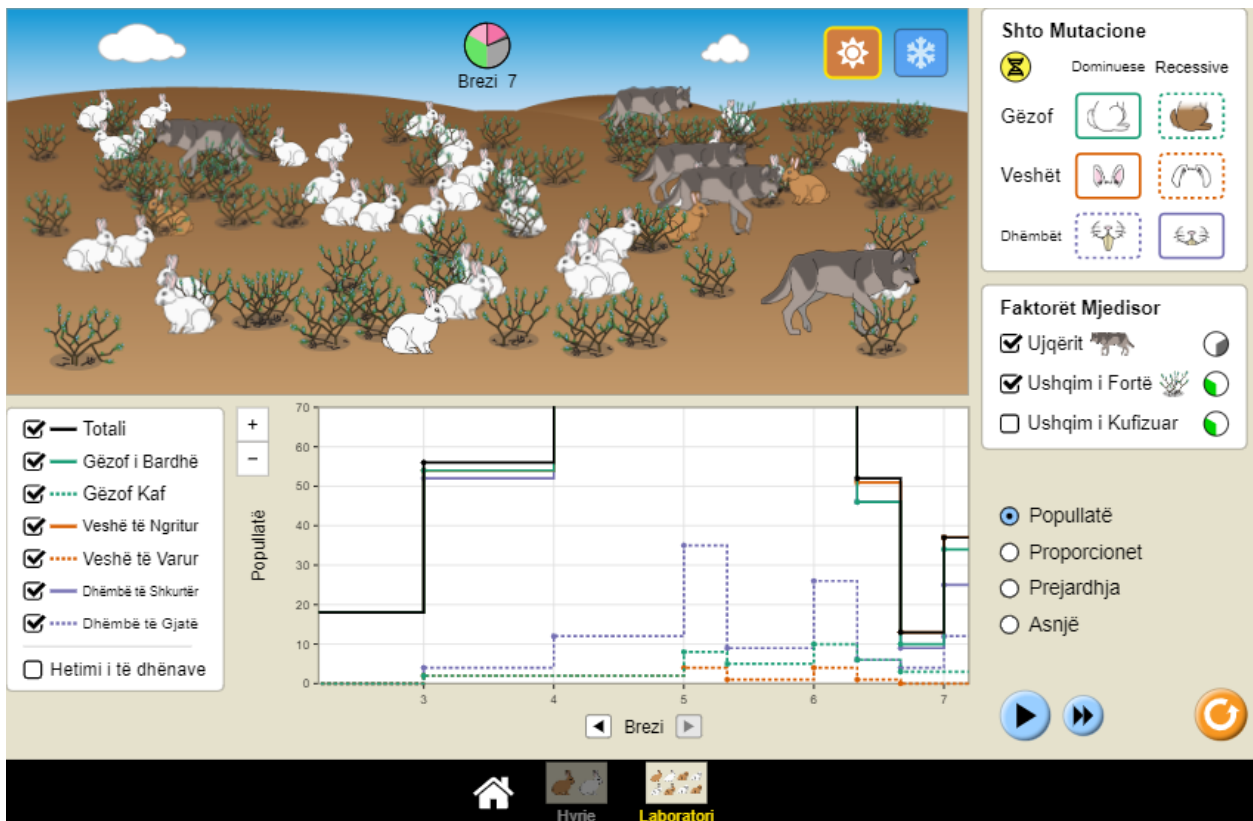 Brezi 7
Shto Mutacione
Dominuese Recessive
Gëzof
Veshët
Dhëmbët
Faktorët Mjedisor
Ujqërit
Ushqim i Fortë
Ushqim i Kufizuar
Totali
Gëzof i Bardhë
Gëzof Kaf
Veshë të Ngritur
Veshë të Varur
Dhëmbë të Shkurtër
Dhëmbë të Gjatë
Hetimi i të dhënave
+
−
Popullatë
70
60
50
40
30
20
10
0
3 4 5 6 7
Brezi
Popullatë
Proporcionet
Prejardhja
Asnjë
Hyrje
Laboratori